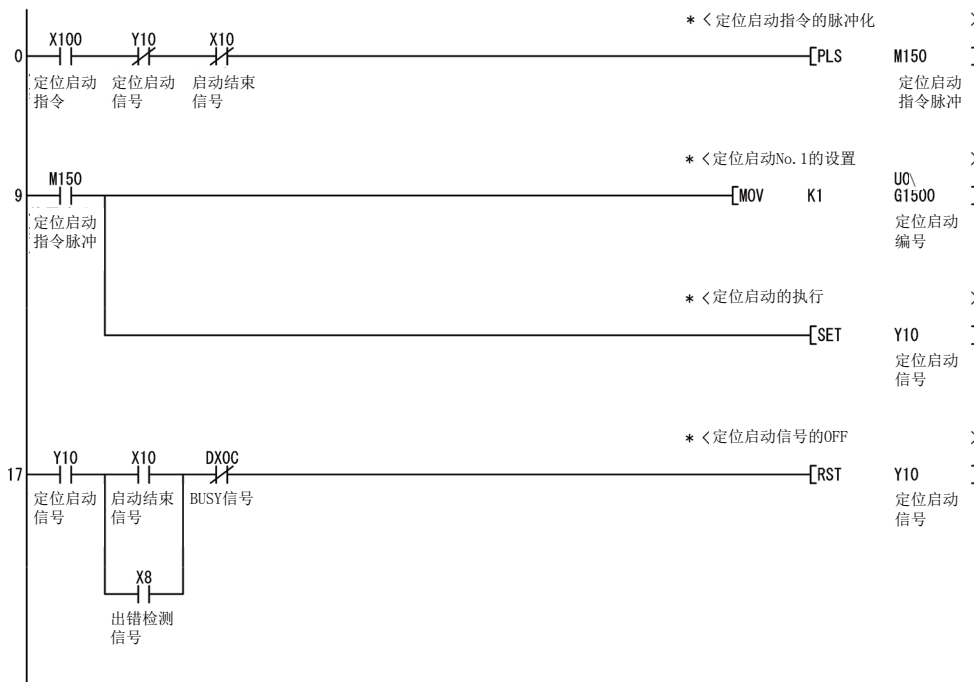 * <定位启动指令的脉冲化 >
X100 Y10 X10
0 [PLS M150 ]
定位启动指令 定位启动信号 启动结束信号 定位启动指令脉冲
* <定位启动No.1的设置 >
M150 U0\
9 [MOV K1 G1500 ]
定位启动指令脉冲 定位启动编号
* <定位启动的执行 >
[SET Y10 ]
定位启动信号
* <定位启动信号的OFF >
Y10 X10 DX0C
17 [RST Y10 ]
定位启动信号 启动结束信号 BUSY信号 定位启动信号
X8
出错检测信号